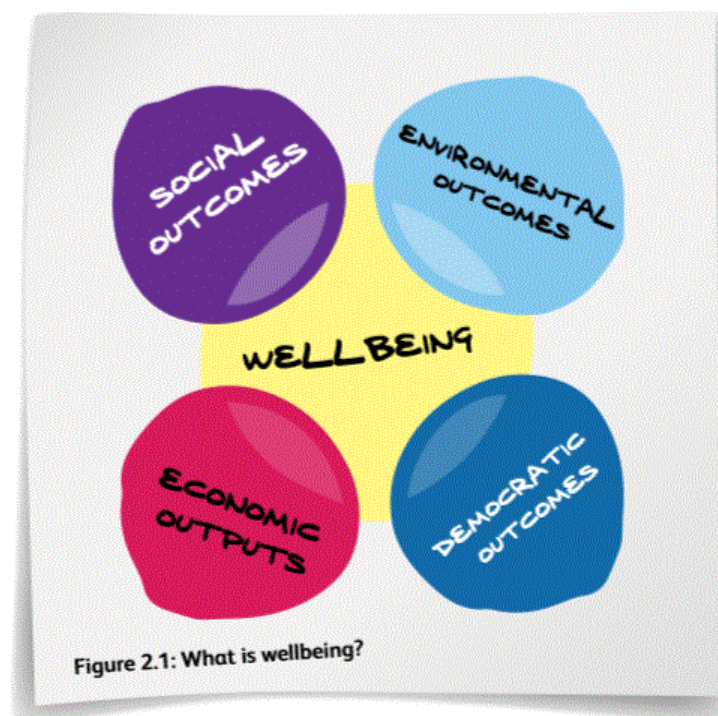 SOCIAL
OUTCOMES
ENVIRONMENTAL
OUTCOMES
WELLBEING
ECONOMIC
OUTPUTS
DEMOCRATIC
OUTCOMES
Figure 2.1: What is wellbeing?